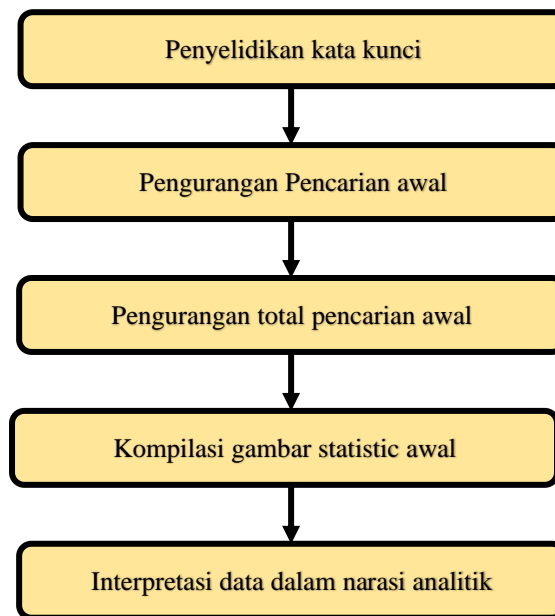 Penyelidikan kata kunci
Pengurangan Pencarian awal
Pengurangan total pencarian awal
Kompilasi gambar statistic awal
Interpretasi data dalam narasi analitik